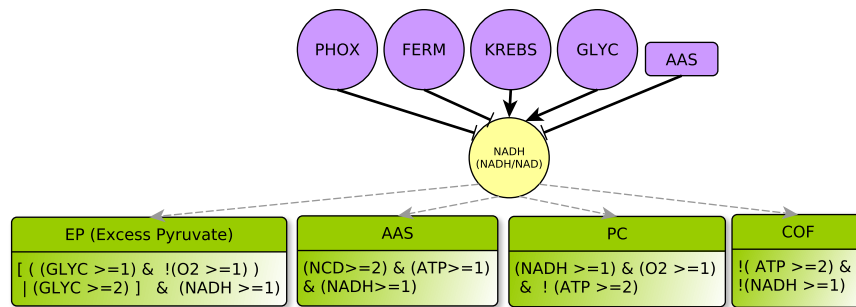 PHOX
FERM
KREBS
GLYC
AAS
NADH
(NADH/NAD)
EP (Excess Pyruvate)
[ ( (GLYC >=1) & !(O2 >=1) )
| (GLYC >=2) ] & (NADH >=1)
AAS
(NCD>=2) & (ATP>=1)
& (NADH>=1)
PC
(NADH >=1) & (O2 >=1)
& ! (ATP >=2)
COF
!( ATP >=2) &
!(NADH >=1)